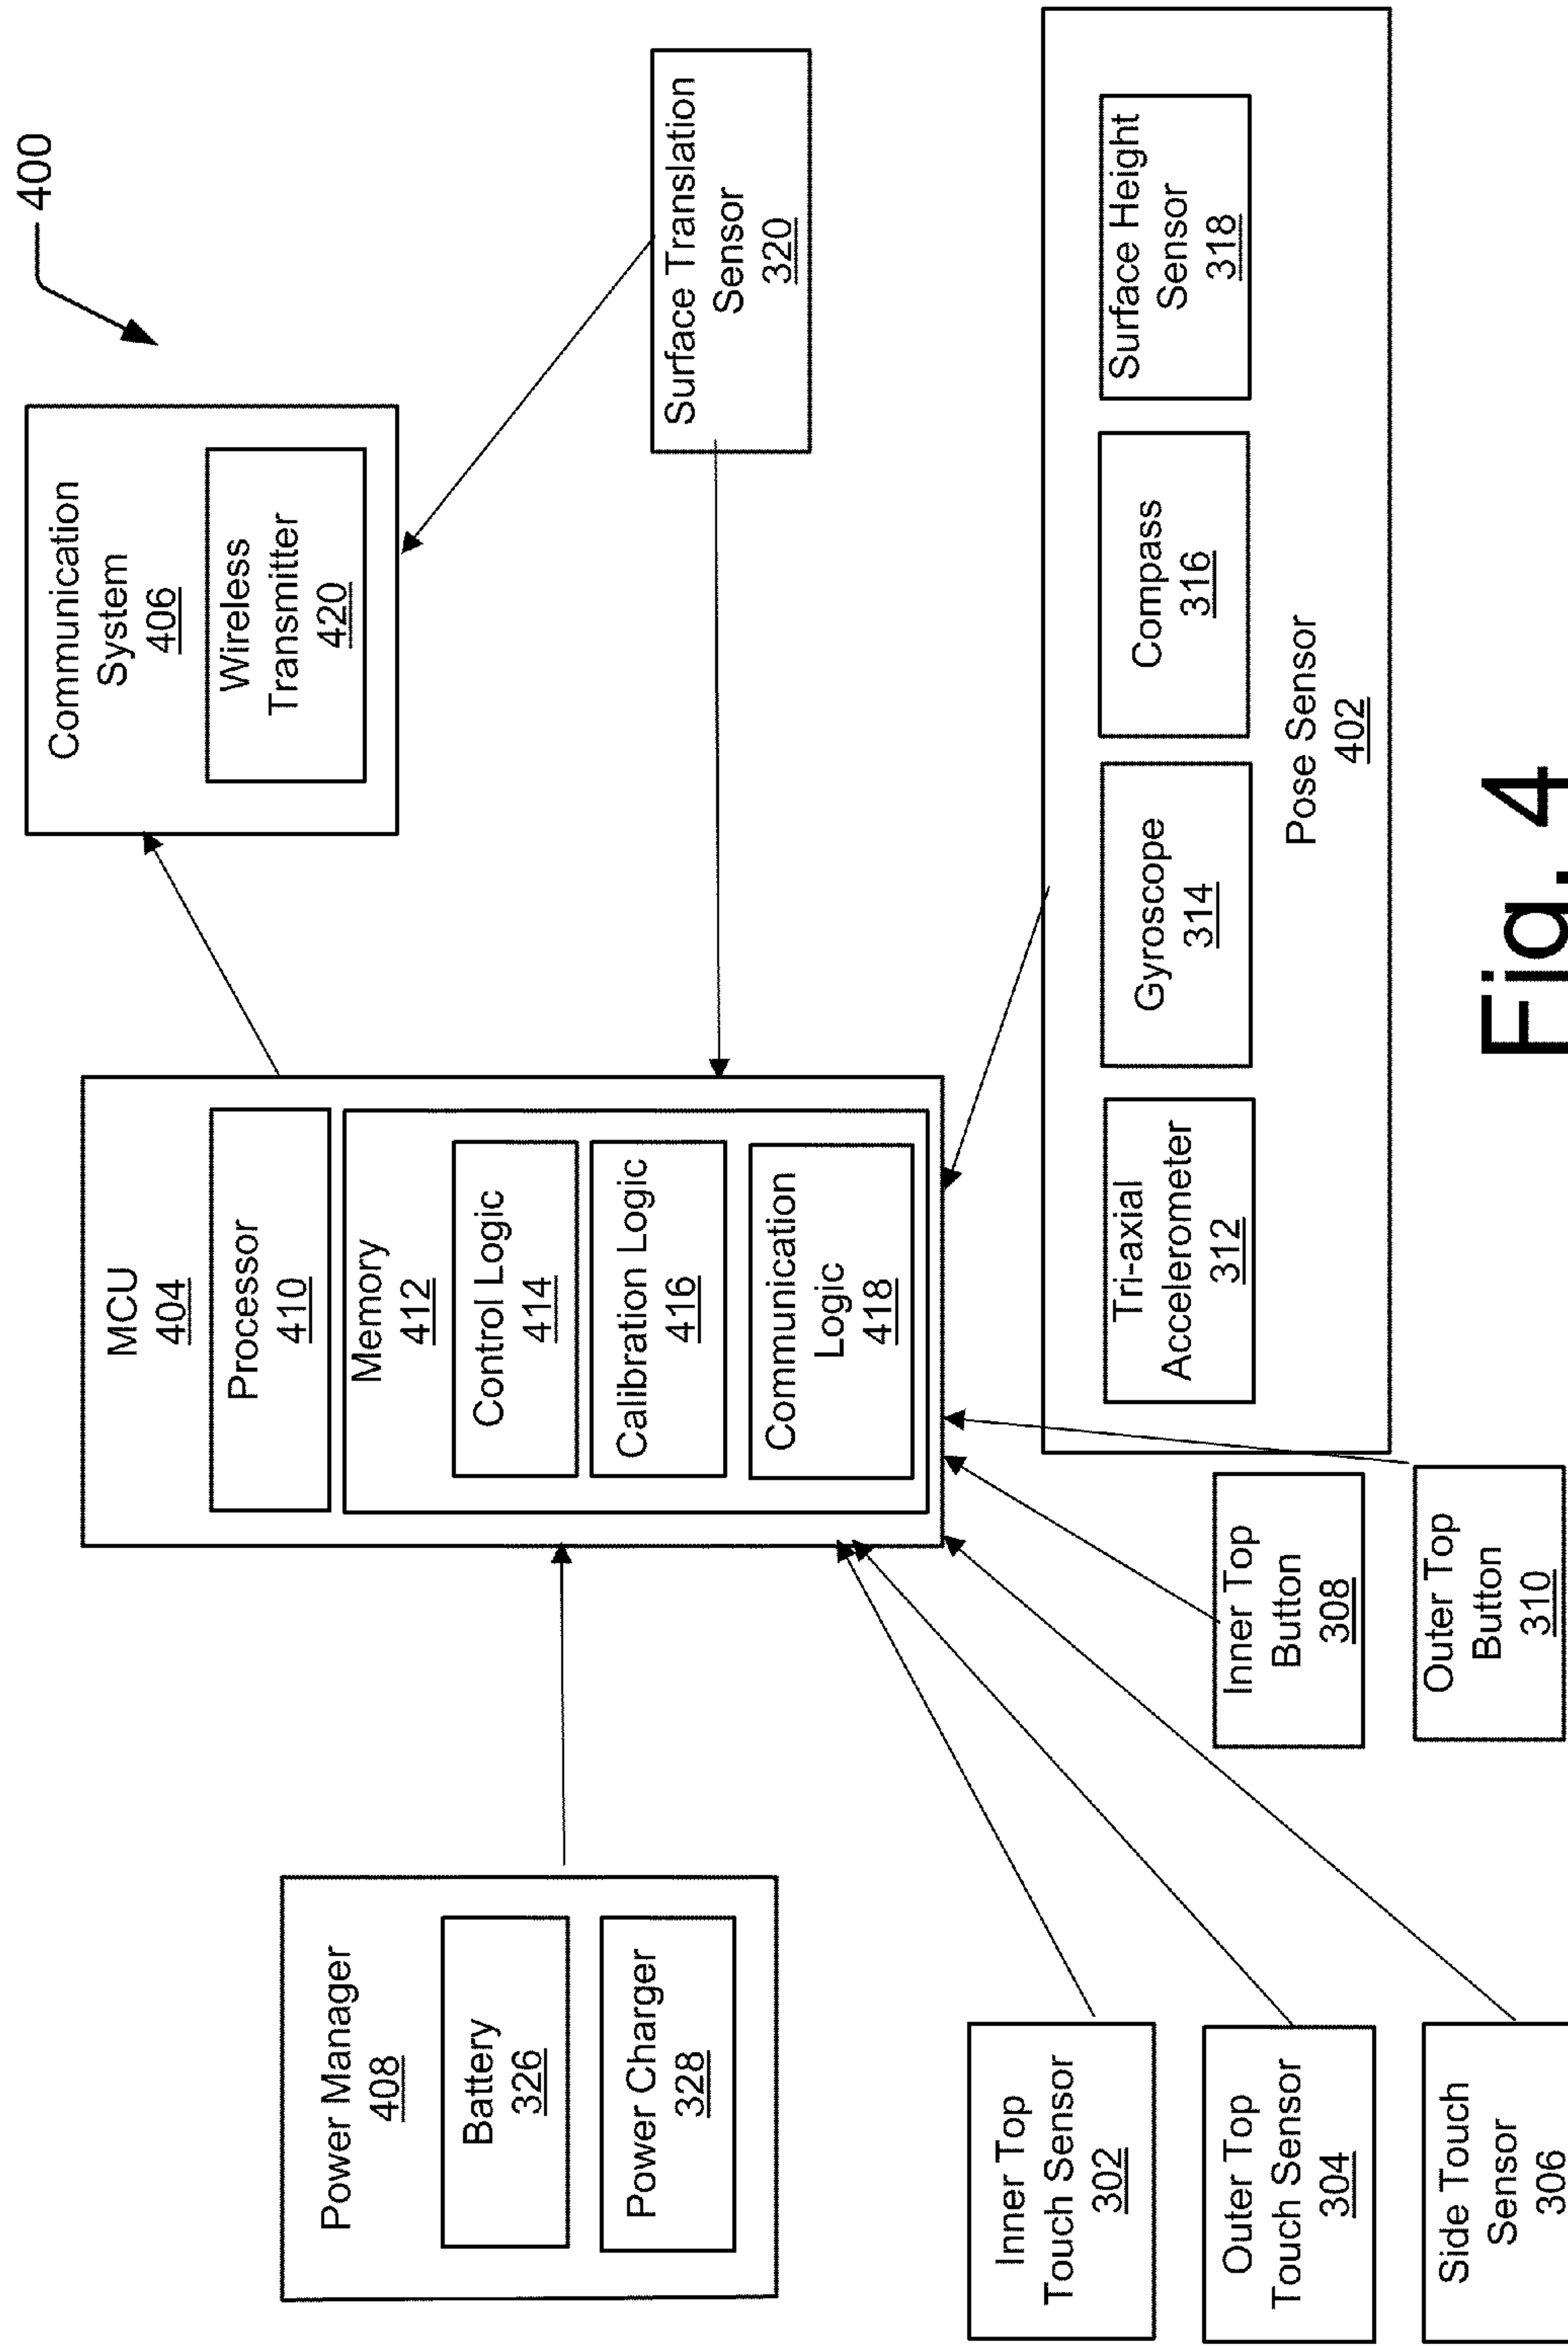 400
Communication
System
406
Wireless
Transmitter
420
MCU
404
Processor
410
Memory
412
Control Logic
414
Calibration Logic
416
Communication
Logic
418
Power Manager
408
Battery
326
Power Charger
328
Surface Translation
Sensor
320
Inner Top
Touch Sensor
302
Outer Top
Touch Sensor
304
Side Touch
Sensor
306
Inner Top
Button
308
Outer Top
Button
310
Tri-axial
Accelerometer
312
Gyroscope
314
Compass
316
Surface Height
Sensor
318
Pose Sensor
402
Fig. 4